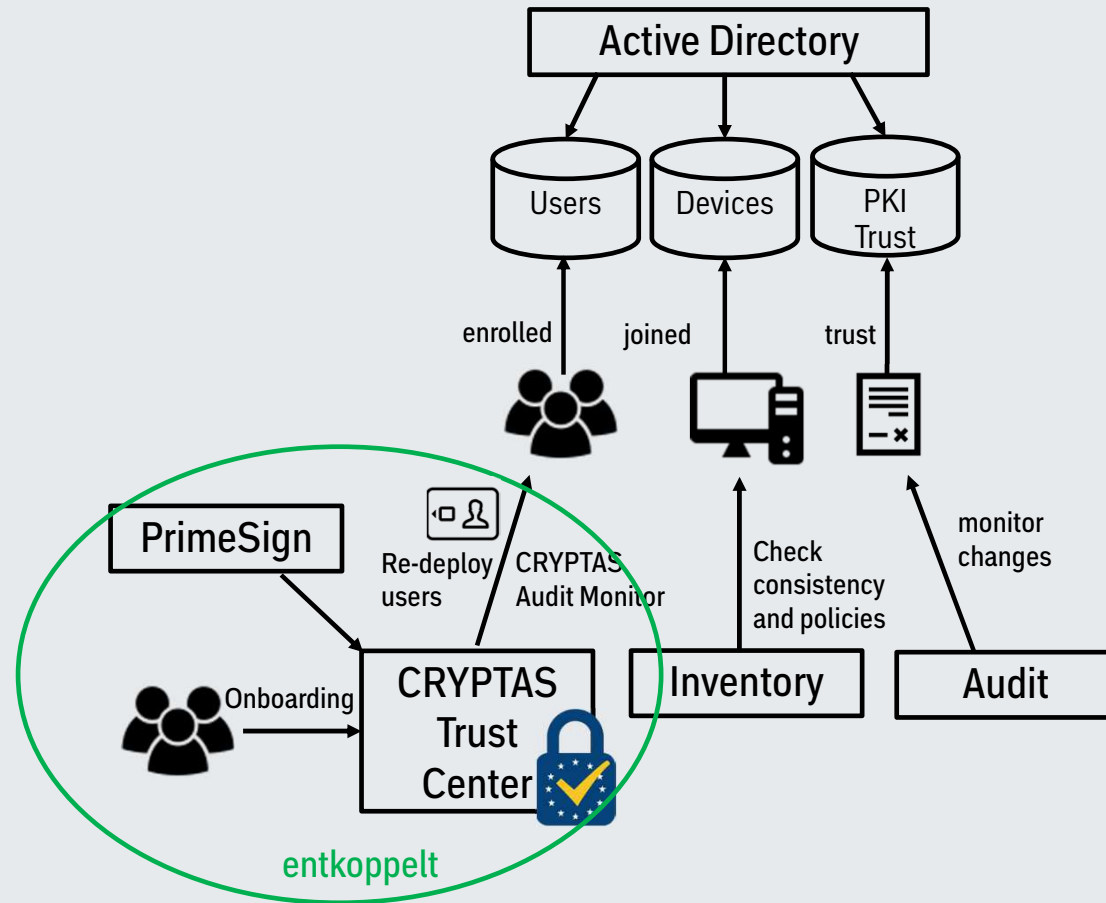 Active Directory
Users
Devices
PKI
Trust
enrolled
joined
trust
PrimeSign
Re-deploy
users
CRYPTAS
Audit Monitor
Check
consistency
and policies
monitor
changes
Onboarding
CRYPTAS
Trust
Center
Inventory
Audit
entkoppelt